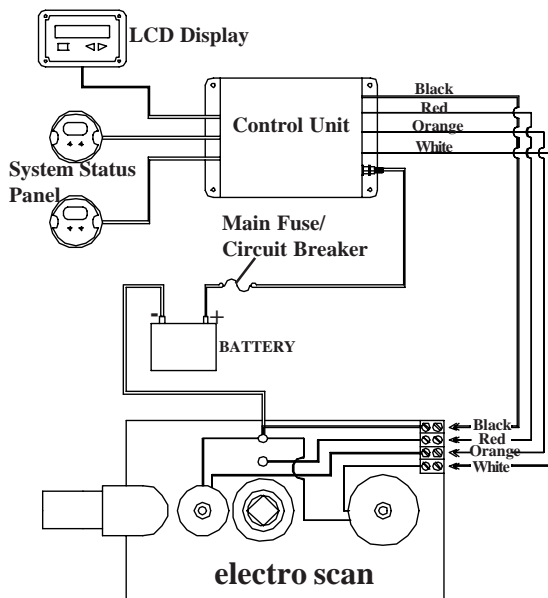 LCD Display
Black
Red
Control Unit
Orange
White
System Status
Panel
Main Fuse/
Circuit Breaker
- +
BATTERY
Black
Red
Orange
White
electro scan